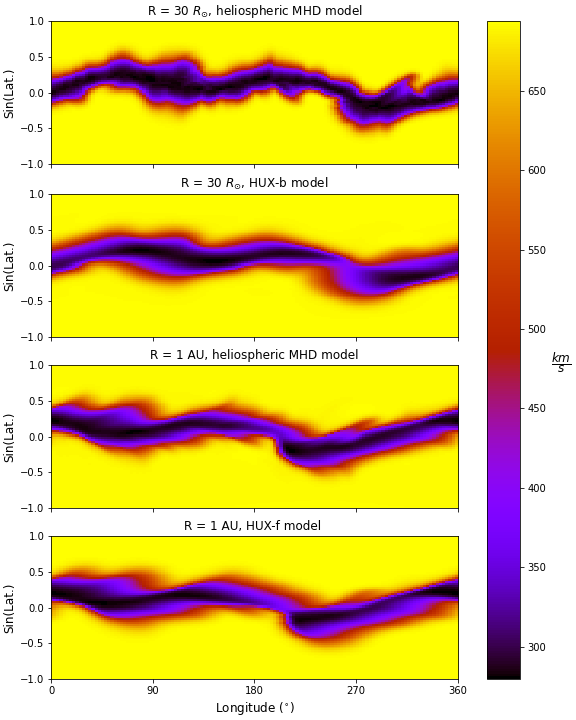 R = 30 R⊙, heliospheric MHD model
1.0
0.5
0.0
−0.5
−1.0
Sin(Lat.)
R = 30 R⊙, HUX-b model
1.0
0.5
0.0
−0.5
−1.0
Sin(Lat.)
R = 1 AU, heliospheric MHD model
1.0
0.5
0.0
−0.5
−1.0
Sin(Lat.)
R = 1 AU, HUX-f model
1.0
0.5
0.0
−0.5
−1.0
Sin(Lat.)
0 90 180 270 360
Longitude (°)
650
600
550
500
450
400
350
300
km
s